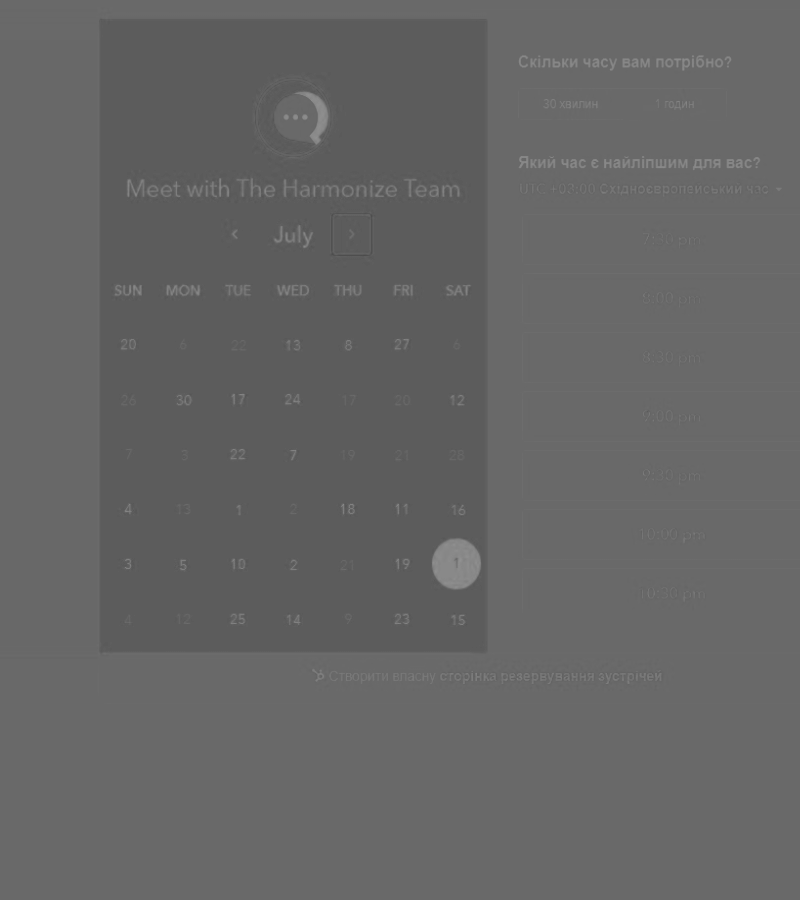 Meet with The Harmonize Team
July
SUN MON TUE WED THU FRI SAT
20 6 22 13 8 27 6
26 30 17 24 17 20 12
7 3 22 7 19 21 28
4 13 1 2 18 11 16
3 5 10 2 21 19 1
4 12 25 14 9 23 15
Скільки часу вам потрібно?
30 хвилин 1 годин
Який час є найліпшим для вас?
UTC +03:00 Східноєвропейський час
7:30 pm
8:00 pm
8:30 pm
9:00 pm
9:30 pm
10:00 pm
10:30 pm
Створити власну сторінка резервування зустрічей